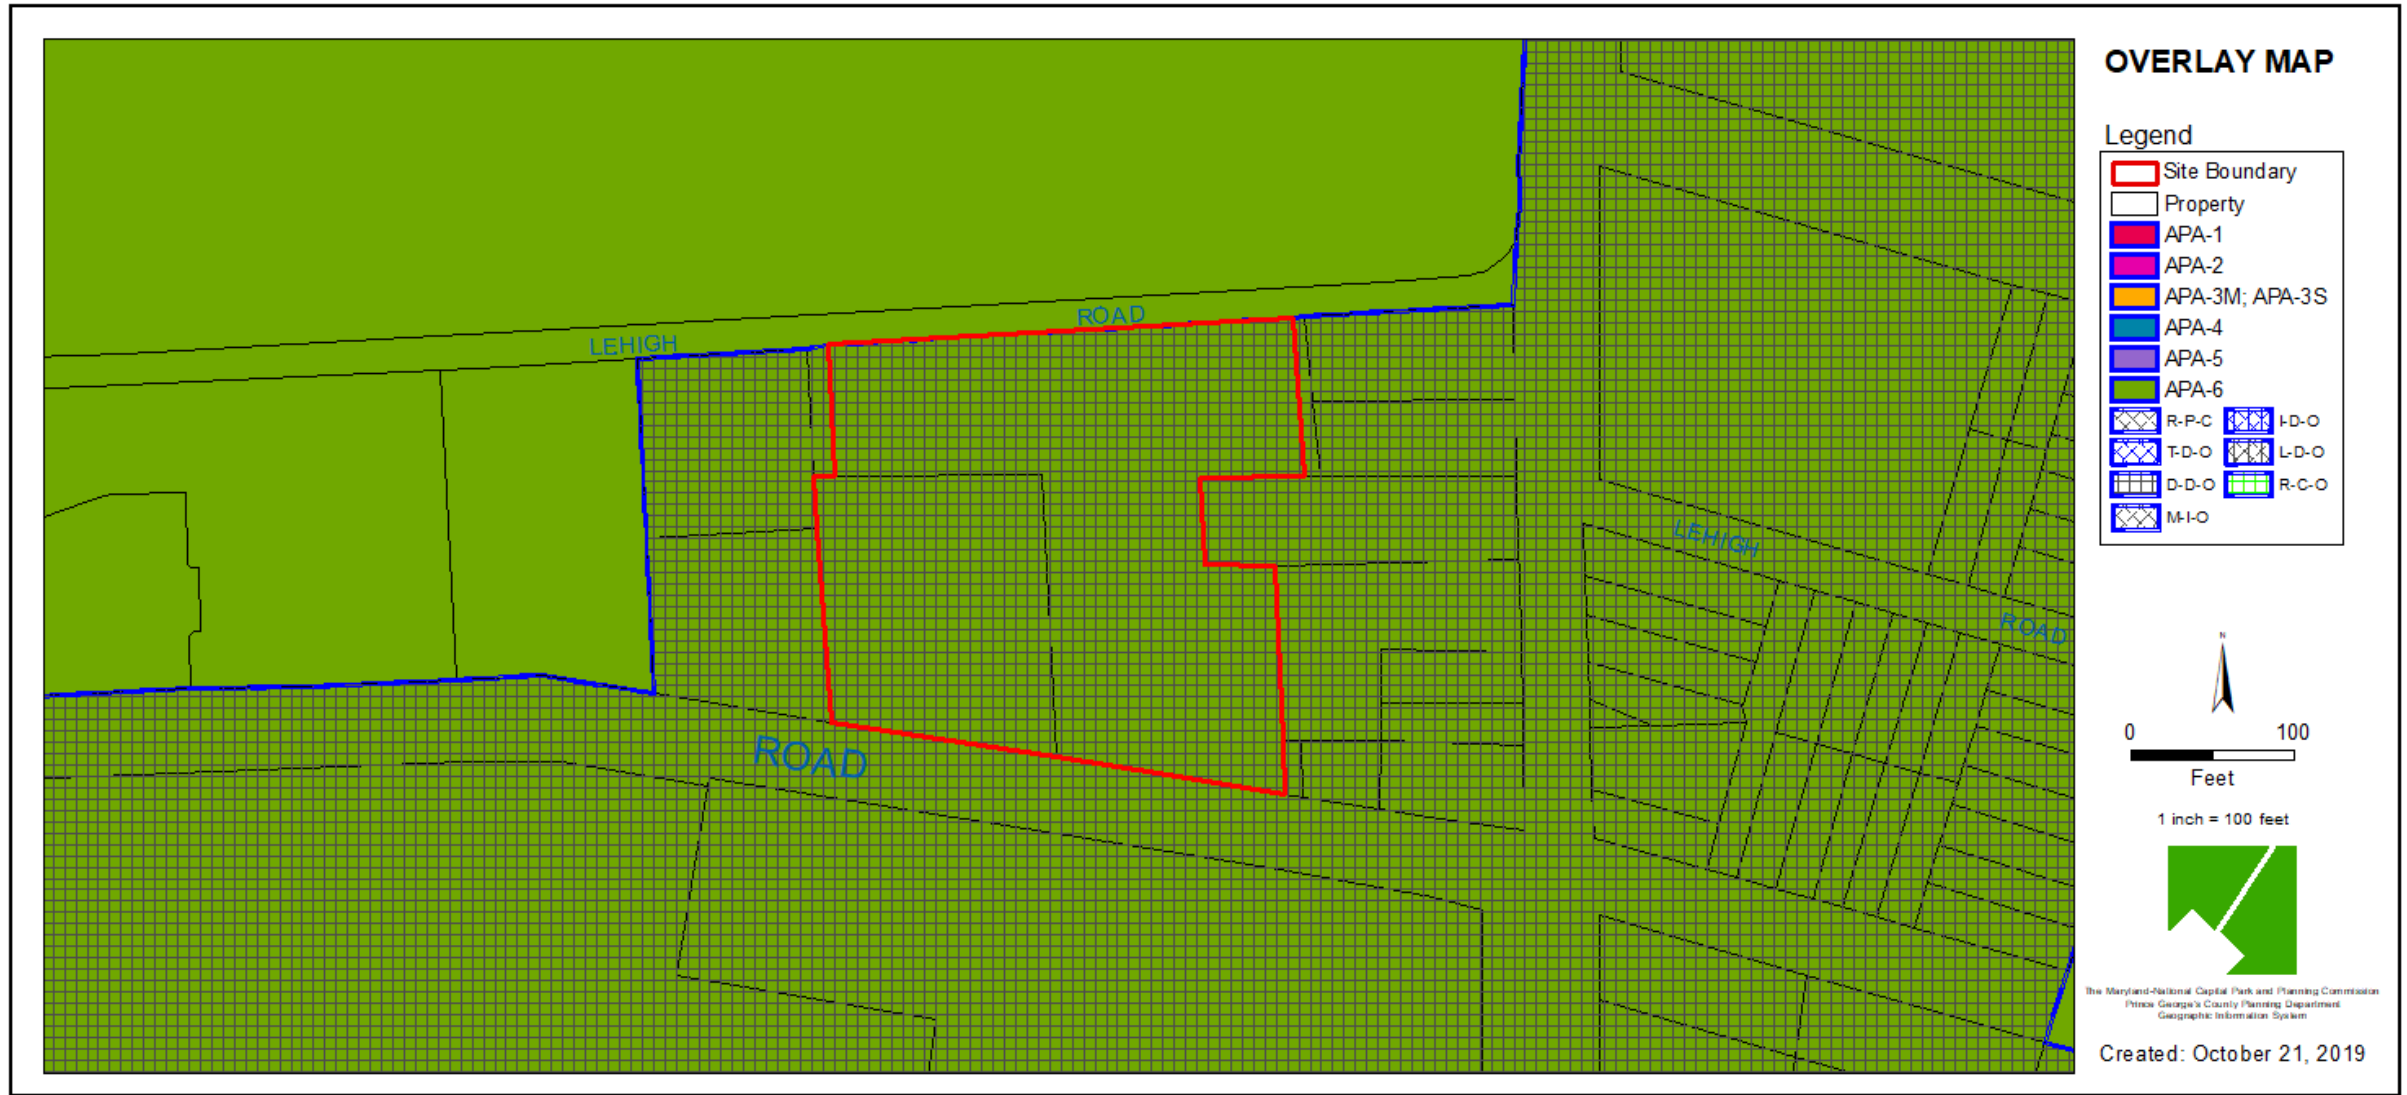 OVERLAY MAP
Legend
Site Boundary
Property
APA-1
APA-2
APA-3M; APA-3S
APA-4
APA-5
APA-6
R-P-C
I-D-O
T-D-O
L-D-O
D-D-O
R-C-O
M-I-O
LEHIGH
ROAD
LEHIGH
ROAD
ROAD
N
0 100
Feet
1 inch = 100 feet
The Maryland-National Capital Park and Planning Commission
Prince George's County Planning Department
Geographic Information System
Created: October 21, 2019